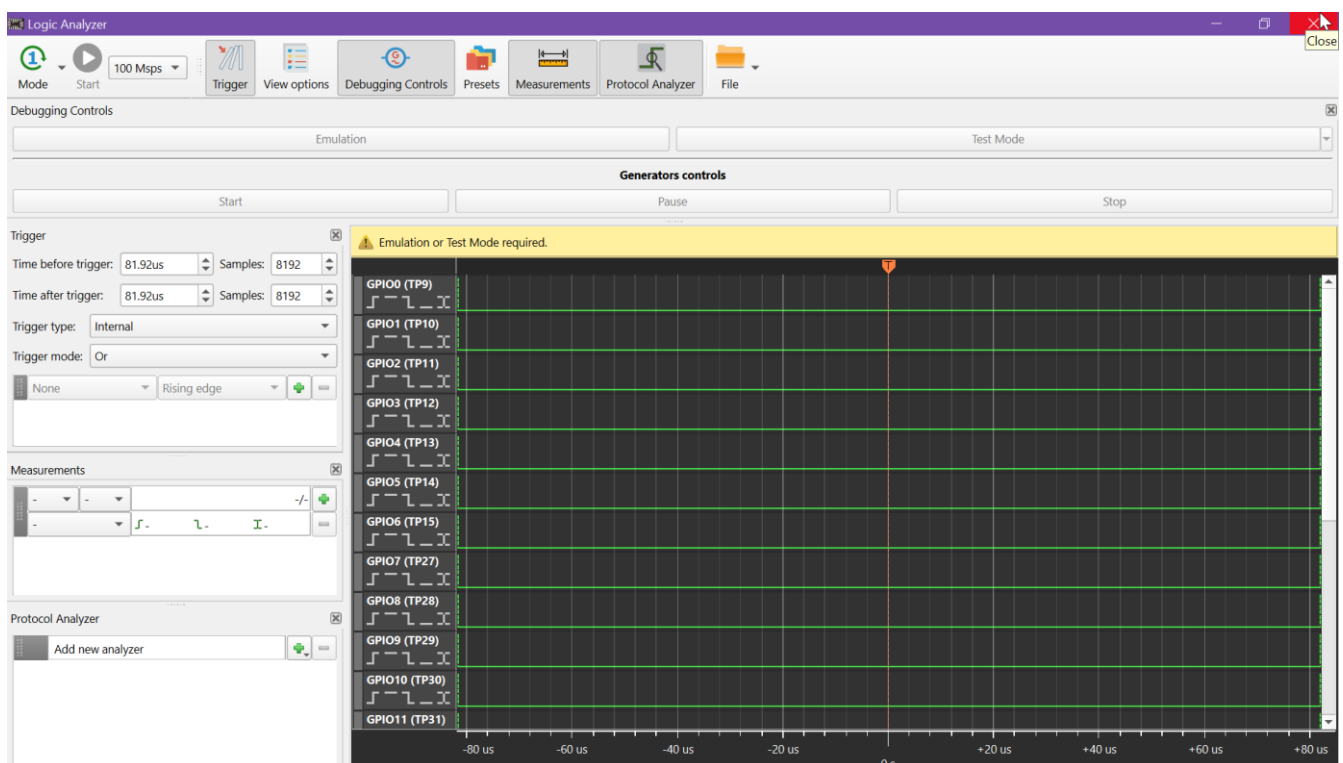 Logic Analyzer
Close
1
Mode
Start
100 Msps
Trigger
View options
Debugging Controls
Presets
Measurements
Protocol Analyzer
File
Debugging Controls
Emulation
Test Mode
Generators controls
Start
Pause
Stop
Trigger
Time before trigger: 81.92us Samples: 8192
Time after trigger: 81.92us Samples: 8192
Trigger type: Internal
Trigger mode: Or
None Rising edge
Measurements
- - -/-
- - - -
Protocol Analyzer
Add new analyzer
Emulation or Test Mode required.
T
GPIO0 (TP9)
GPIO1 (TP10)
GPIO2 (TP11)
GPIO3 (TP12)
GPIO4 (TP13)
GPIO5 (TP14)
GPIO6 (TP15)
GPIO7 (TP27)
GPIO8 (TP28)
GPIO9 (TP29)
GPIO10 (TP30)
GPIO11 (TP31)
-80 us -60 us -40 us -20 us +20 us +40 us +60 us +80 us